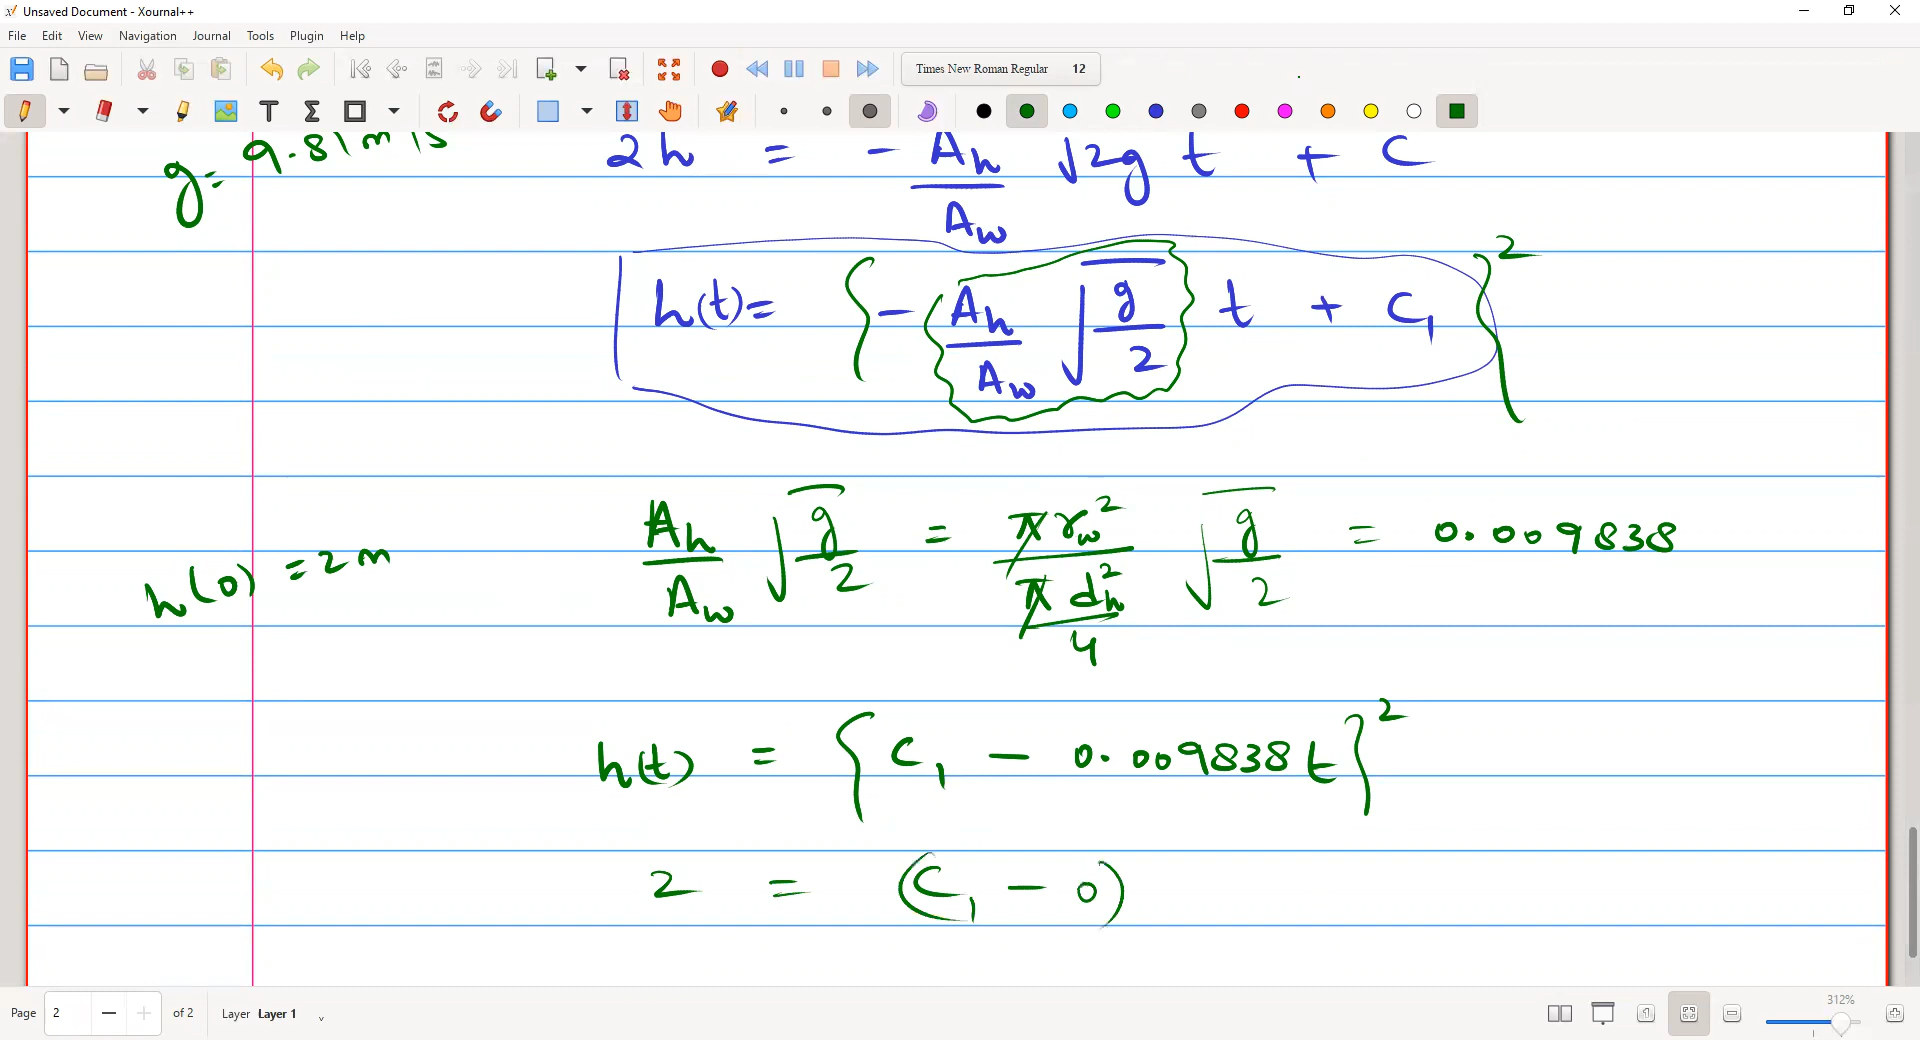 Unsaved Document - Xournal++
File Edit View Navigation Journal Tools Plugin Help
Times New Roman Regular 12
g = 9.81 m/s
2h = - Ah/Aw √2g t + C
h(t) = { - Ah/Aw √(g/2) t + C₁ }²
h(0) = 2m
Ah/Aw √(g/2) = πrw²/(πdh²/4) √(g/2) = 0.009838
h(t) = { C₁ - 0.009838 t }²
2 = (C₁ - 0)
Page 2 of 2 Layer Layer 1 312%